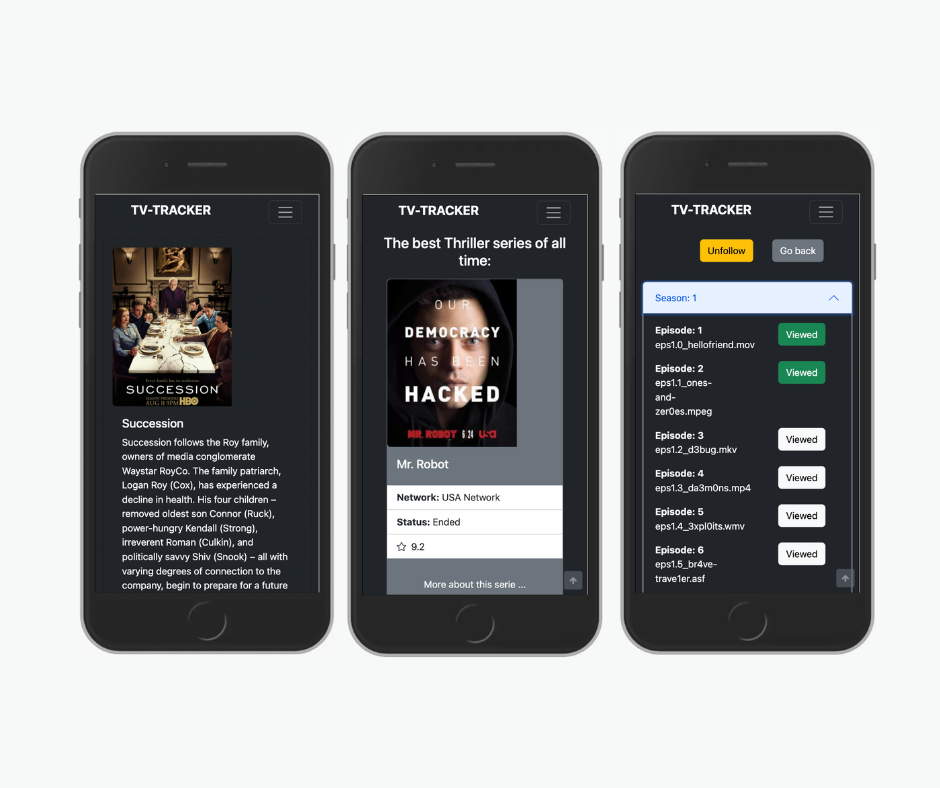 TV-TRACKER
SUCCESSION
HBO
Succession
Succession follows the Roy family,
owners of media conglomerate
Waystar RoyCo. The family patriarch,
Logan Roy (Cox), has experienced a
decline in health. His four children –
removed oldest son Connor (Ruck),
power-hungry Kendall (Strong),
irreverent Roman (Culkin), and
politically savvy Shiv (Snook) – all with
varying degrees of connection to the
company, begin to prepare for a future
TV-TRACKER
The best Thriller series of all
time:
OUR
DEMOCRACY
HAS BEEN
HACKED
MR. ROBOT 6|24 USA
Mr. Robot
Network: USA Network
Status: Ended
9.2
More about this serie ...
TV-TRACKER
Unfollow Go back
Season: 1
Episode: 1
eps1.0_hellofriend.mov
Viewed
Episode: 2
eps1.1_ones-
and-
zer0es.mpeg
Viewed
Episode: 3
eps1.2_d3bug.mkv
Viewed
Episode: 4
eps1.3_da3m0ns.mp4
Viewed
Episode: 5
eps1.4_3xpl0its.wmv
Viewed
Episode: 6
eps1.5_br4ve-
trave1er.asf
Viewed